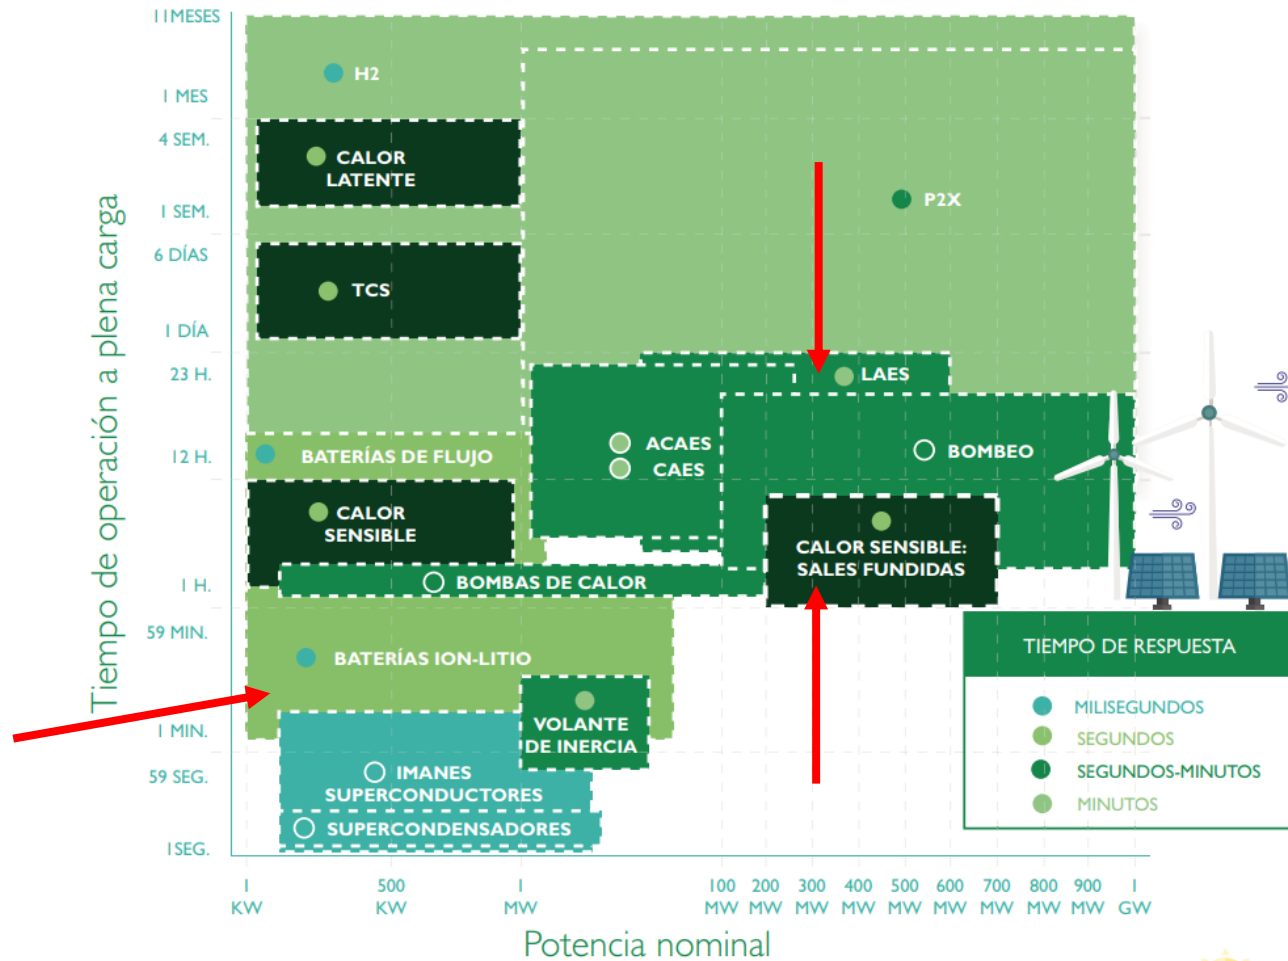 11MESES
H2
1 MES
4 SEM.
CALOR
LATENTE
1 SEM.
P2X
6 DÍAS
TCS
1 DÍA
23 H.
LAES
ACAES
CAES
12 H.
BATERÍAS DE FLUJO
BOMBEO
CALOR
SENSIBLE
CALOR SENSIBLE:
SALES FUNDIDAS
1 H.
BOMBAS DE CALOR
59 MIN.
BATERÍAS ION-LITIO
1 MIN.
VOLANTE
DE INERCIA
59 SEG.
IMANES
SUPERCONDUCTORES
SUPERCONDENSADORES
1SEG.
Tiempo de operación a plena carga
TIEMPO DE RESPUESTA
MILISEGUNDOS
SEGUNDOS
SEGUNDOS-MINUTOS
MINUTOS
1 500 1 100 200 300 400 500 600 700 800 900 1
KW KW MW MW MW MW MW MW MW MW MW MW GW
Potencia nominal